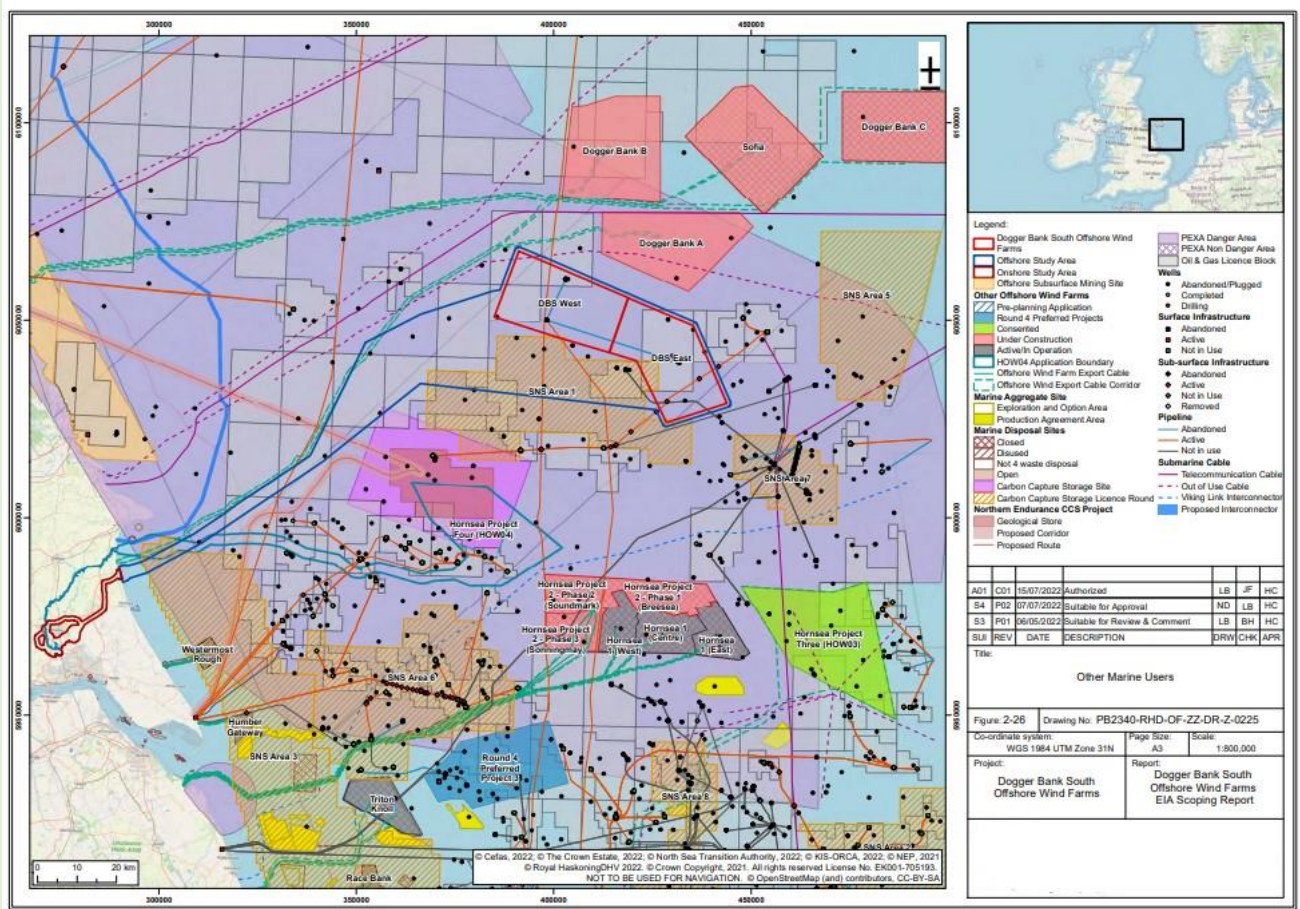 300000
350000
400000
450000
6100000
6100000
Dogger Bank C
Dogger Bank B
Sofia
Dogger Bank A
SNS Area 5
6050000
6050000
DBS West
DBS East
SNS Area 1
SNS Area 7
6000000
6000000
Hornsea Project
Four (HOW04)
Hornsea Project
2 - Phase 2
(Soundmark)
Hornsea Project
2 - Phase 1
(Breesea)
Hornsea Project
2 - Phase 3
(Sonningmay)
Hornsea
1 (West)
Hornsea 1
(Centre)
Hornsea
1 (East)
Hornsea Project
Three (HOW03)
Westermost
Rough
SNS Area 6
5950000
5950000
Humber
Gateway
SNS Area 3
Round 4
Preferred
Project 3
Triton
Knoll
SNS Area 8
SNS Area 2
Race Bank
0 10 20 km
© Cefas, 2022; © The Crown Estate, 2022; © North Sea Transition Authority, 2022; © KIS-ORCA, 2022; © NEP, 2021
© Royal HaskoningDHV 2022. © Crown Copyright, 2021. All rights reserved License No. EK001-705193.
NOT TO BE USED FOR NAVIGATION. © OpenStreetMap (and) contributors, CC-BY-SA
300000
350000
400000
450000
Legend:
Dogger Bank South Offshore Wind
Farms
Offshore Study Area
Onshore Study Area
Offshore Subsurface Mining Site
Other Offshore Wind Farms
Pre-planning Application
Round 4 Preferred Projects
Consented
Under Construction
Active/In Operation
HOW04 Application Boundary
Offshore Wind Farm Export Cable
Offshore Wind Export Cable Corridor
Marine Aggregate Site
Exploration and Option Area
Production Agreement Area
Marine Disposal Sites
Closed
Disused
Not 4 waste disposal
Open
Carbon Capture Storage Site
Carbon Capture Storage Licence Round
Northern Endurance CCS Project
Geological Store
Proposed Corridor
Proposed Route
PEXA Danger Area
PEXA Non Danger Area
Oil & Gas Licence Block
Wells
Abandoned/Plugged
Completed
Drilling
Surface Infrastructure
Abandoned
Active
Not in Use
Sub-surface Infrastructure
Abandoned
Active
Not in Use
Removed
Pipeline
Abandoned
Active
Not in use
Submarine Cable
Telecommunication Cable
Out of Use Cable
Viking Link Interconnector
Proposed Interconnector
A01 C01 15/07/2022 Authorized LB JF HC
S4 P02 07/07/2022 Suitable for Approval ND LB HC
S3 P01 06/05/2022 Suitable for Review & Comment LB BH HC
SUI REV DATE DESCRIPTION DRW CHK APR
Title:
Other Marine Users
Figure: 2-26 Drawing No: PB2340-RHD-OF-ZZ-DR-Z-0225
Co-ordinate system: Page Size: Scale:
WGS 1984 UTM Zone 31N A3 1:800,000
Project: Report:
Dogger Bank South
Offshore Wind Farms
Dogger Bank South
Offshore Wind Farms
EIA Scoping Report